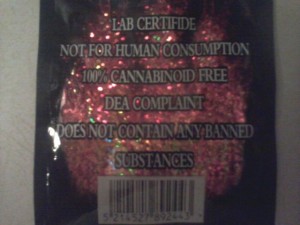 LAB CERTIFIDE
NOT FOR HUMAN CONSUMPTION
100% CANNABINOID FREE
DEA COMPLAINT
DOES NOT CONTAIN ANY BANNED
SUBSTANCES